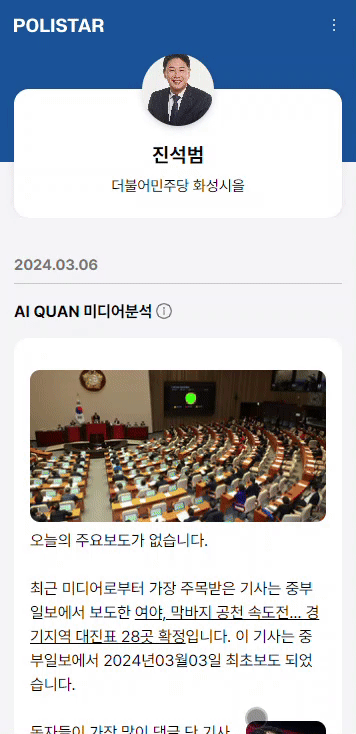 POLISTAR
진석범
더불어민주당 화성시을
2024.03.06
AI QUAN 미디어분석
오늘의 주요보도가 없습니다.
최근 미디어로부터 가장 주목받은 기사는 중부
일보에서 보도한 여야, 막바지 공천 속도전... 경
기지역 대진표 28곳 확정입니다. 이 기사는 중
부일보에서 2024년03월03일 최초보도 되었
습니다.
독자들이 가장 많이 댓글 단 기사